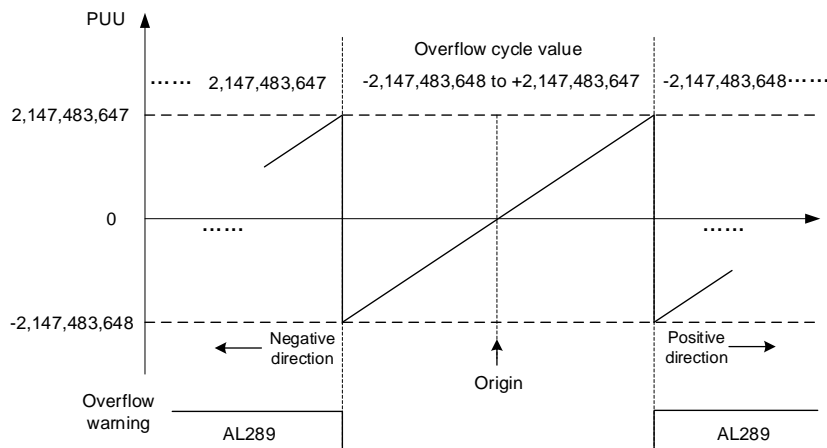 PUU
Overflow cycle value
...... 2,147,483,647 -2,147,483,648 to +2,147,483,647 -2,147,483,648 ......
2,147,483,647
0
...... ......
-2,147,483,648
Negative
direction
Positive
direction
Origin
Overflow
warning
AL289 AL289